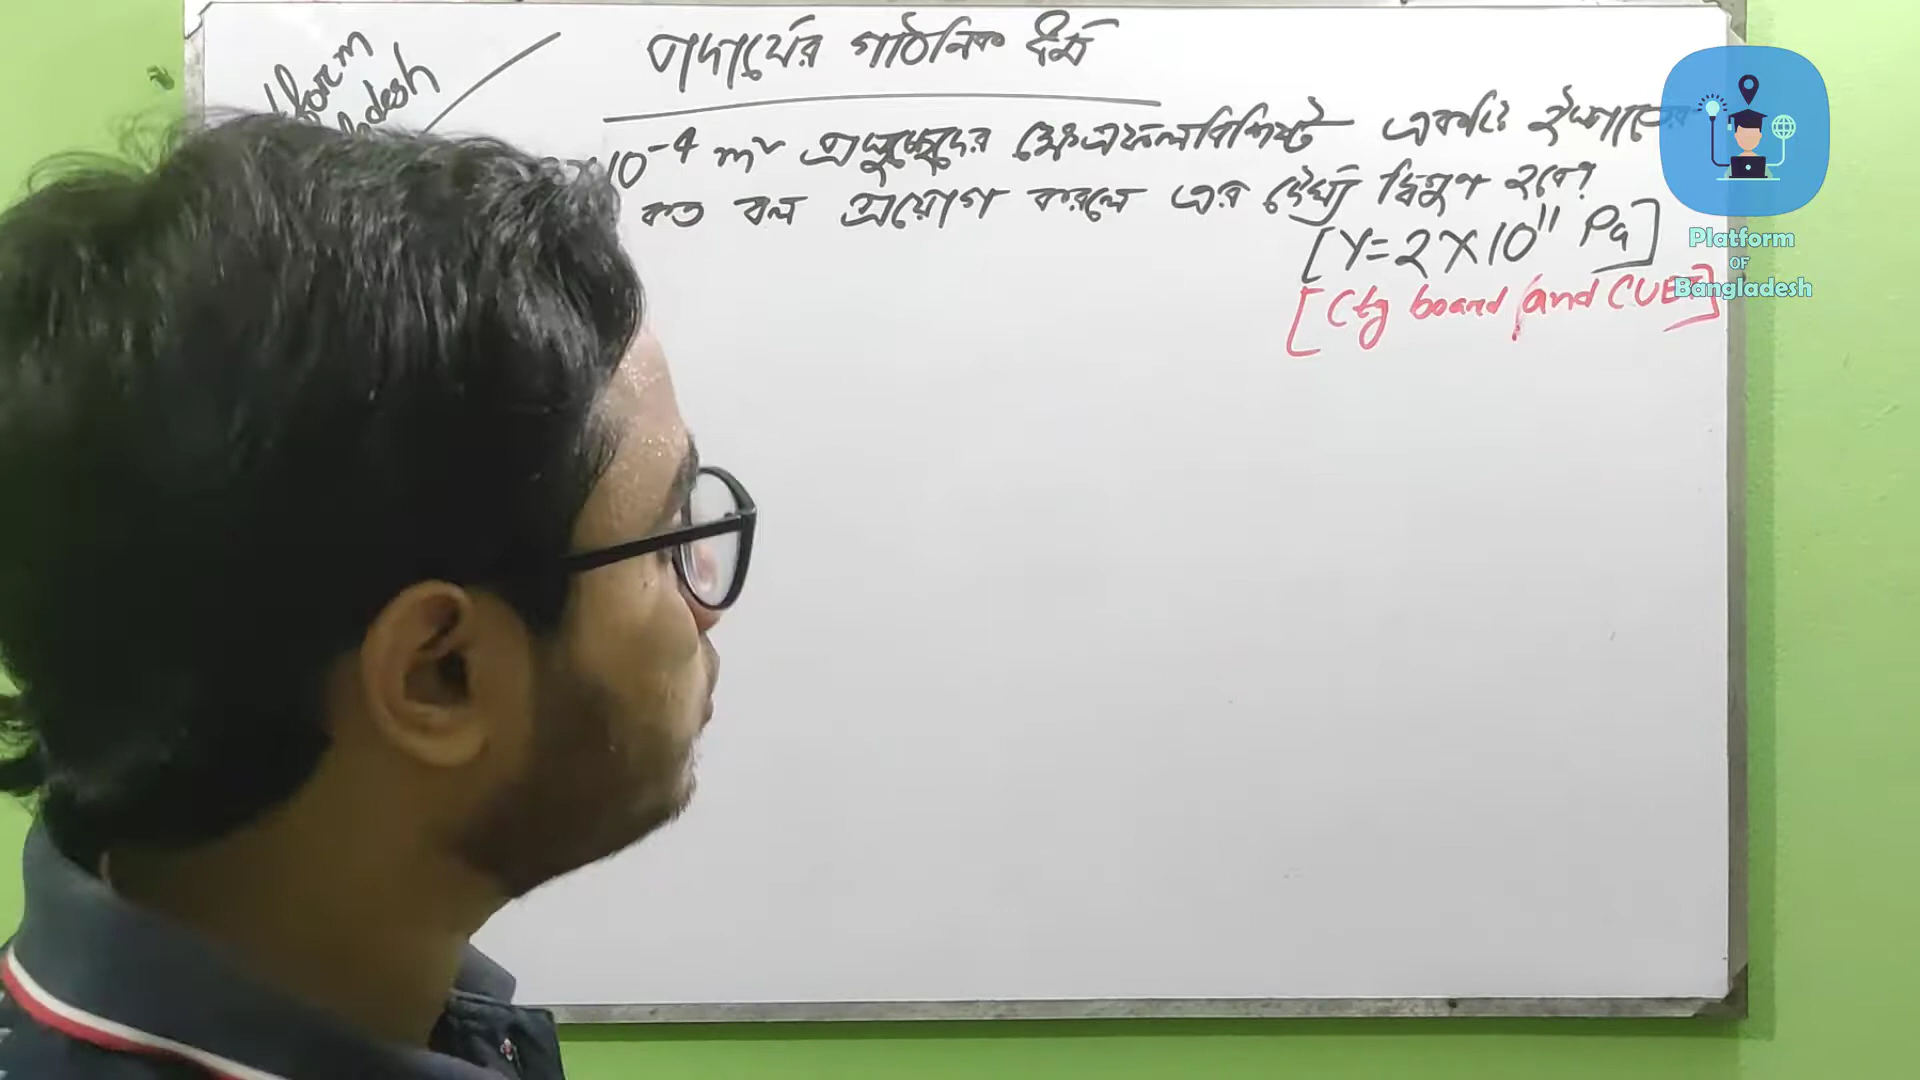 পদার্থের গাঠনিক ধর্ম
10⁻⁴ m² প্রস্থচ্ছেদের ক্ষেত্রফলবিশিষ্ট একটি ইস্পাতের
কত বল প্রয়োগ করলে এর দৈর্ঘ্য দ্বিগুণ হবে?
[Y = 2 × 10¹¹ Pa]
[Ctg board and CUET]
Platform
OF
Bangladesh